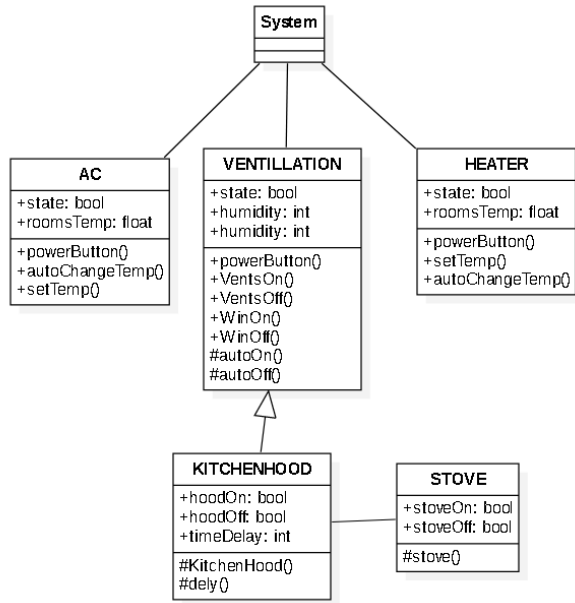 System
AC
+state: bool
+roomsTemp: float
+powerButton()
+autoChangeTemp()
+setTemp()
VENTILLATION
+state: bool
+humidity: int
+humidity: int
+powerButton()
+VentsOn()
+VentsOff()
+WinOn()
+WinOff()
#autoOn()
#autoOff()
HEATER
+state: bool
+roomsTemp: float
+powerButton()
+setTemp()
+autoChangeTemp()
KITCHENHOOD
+hoodOn: bool
+hoodOff: bool
+timeDelay: int
#KitchenHood()
#dely()
STOVE
+stoveOn: bool
+stoveOff: bool
#stove()